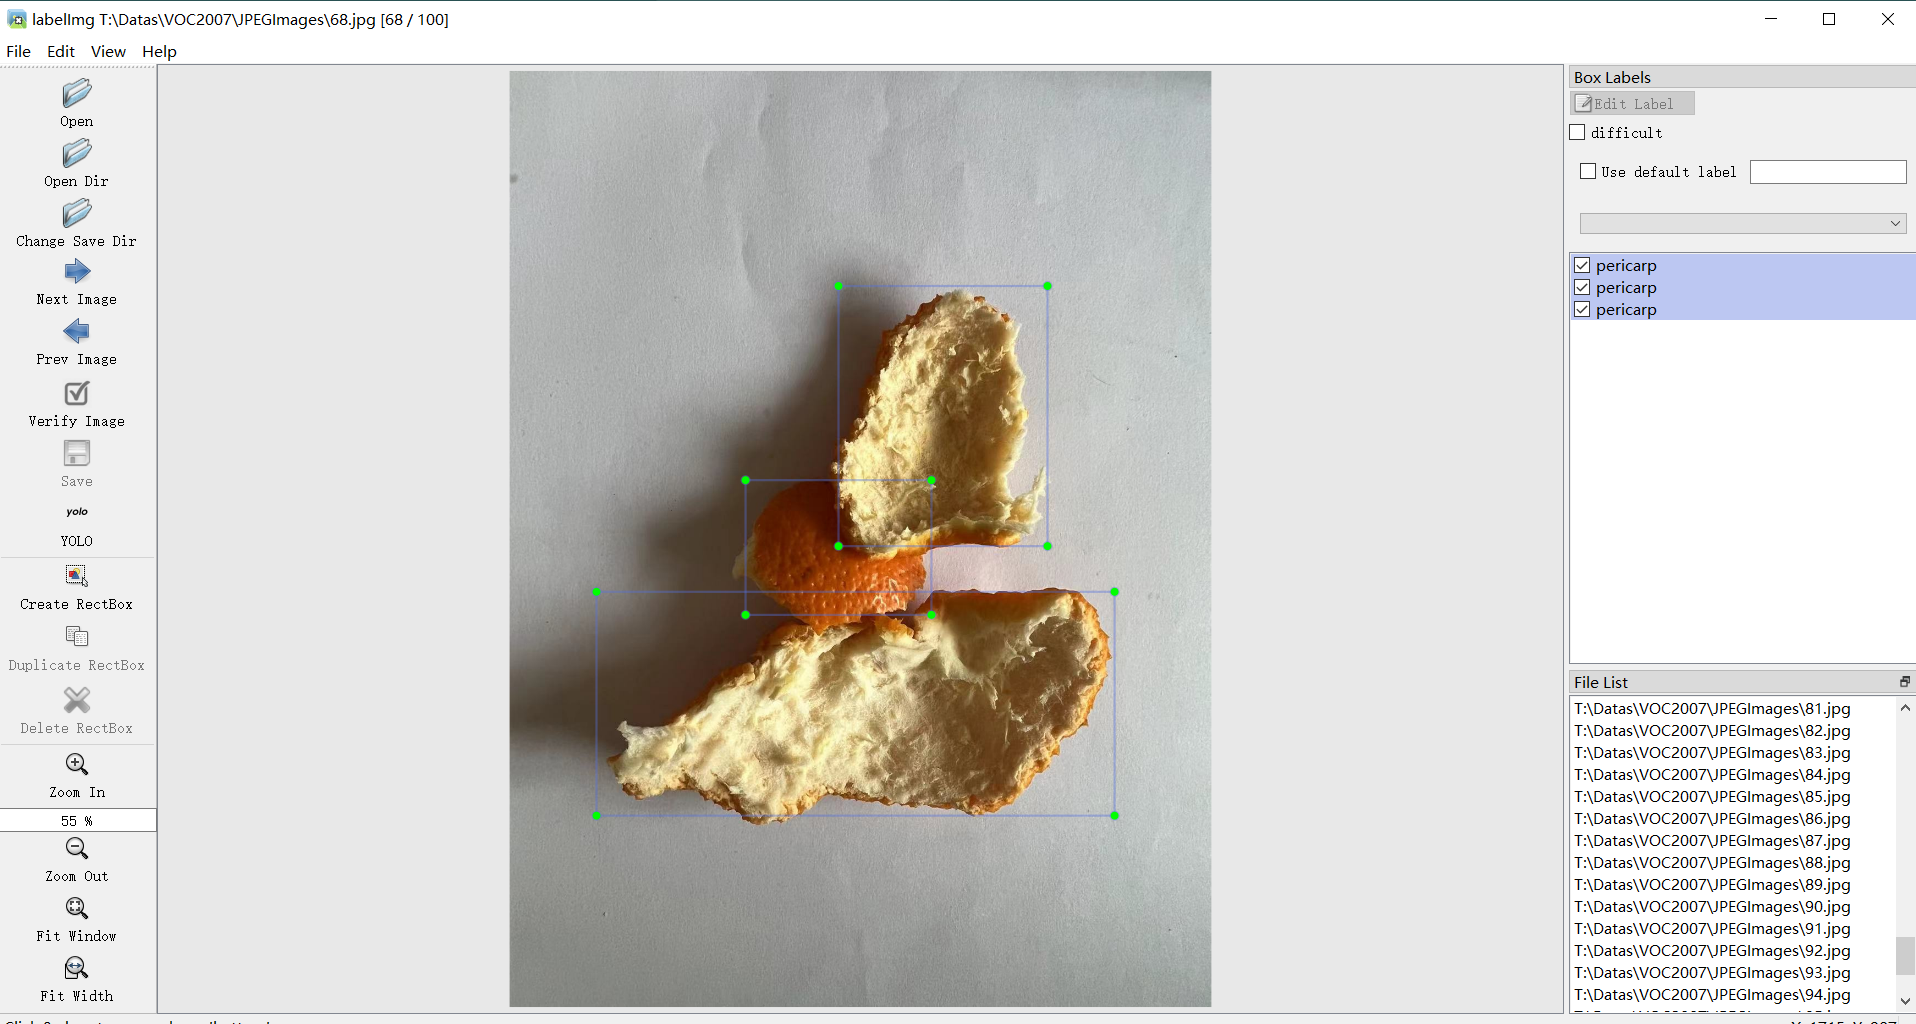 labelImg T:\Datas\VOC2007\JPEGImages\68.jpg [68 / 100]
File Edit View Help
Open
Open Dir
Change Save Dir
Next Image
Prev Image
Verify Image
Save
yolo
YOLO
Create RectBox
Duplicate RectBox
Delete RectBox
Zoom In
55 %
Zoom Out
Fit Window
Fit Width
Box Labels
Edit Label
difficult
Use default label
pericarp
pericarp
pericarp
File List
T:\Datas\VOC2007\JPEGImages\81.jpg
T:\Datas\VOC2007\JPEGImages\82.jpg
T:\Datas\VOC2007\JPEGImages\83.jpg
T:\Datas\VOC2007\JPEGImages\84.jpg
T:\Datas\VOC2007\JPEGImages\85.jpg
T:\Datas\VOC2007\JPEGImages\86.jpg
T:\Datas\VOC2007\JPEGImages\87.jpg
T:\Datas\VOC2007\JPEGImages\88.jpg
T:\Datas\VOC2007\JPEGImages\89.jpg
T:\Datas\VOC2007\JPEGImages\90.jpg
T:\Datas\VOC2007\JPEGImages\91.jpg
T:\Datas\VOC2007\JPEGImages\92.jpg
T:\Datas\VOC2007\JPEGImages\93.jpg
T:\Datas\VOC2007\JPEGImages\94.jpg